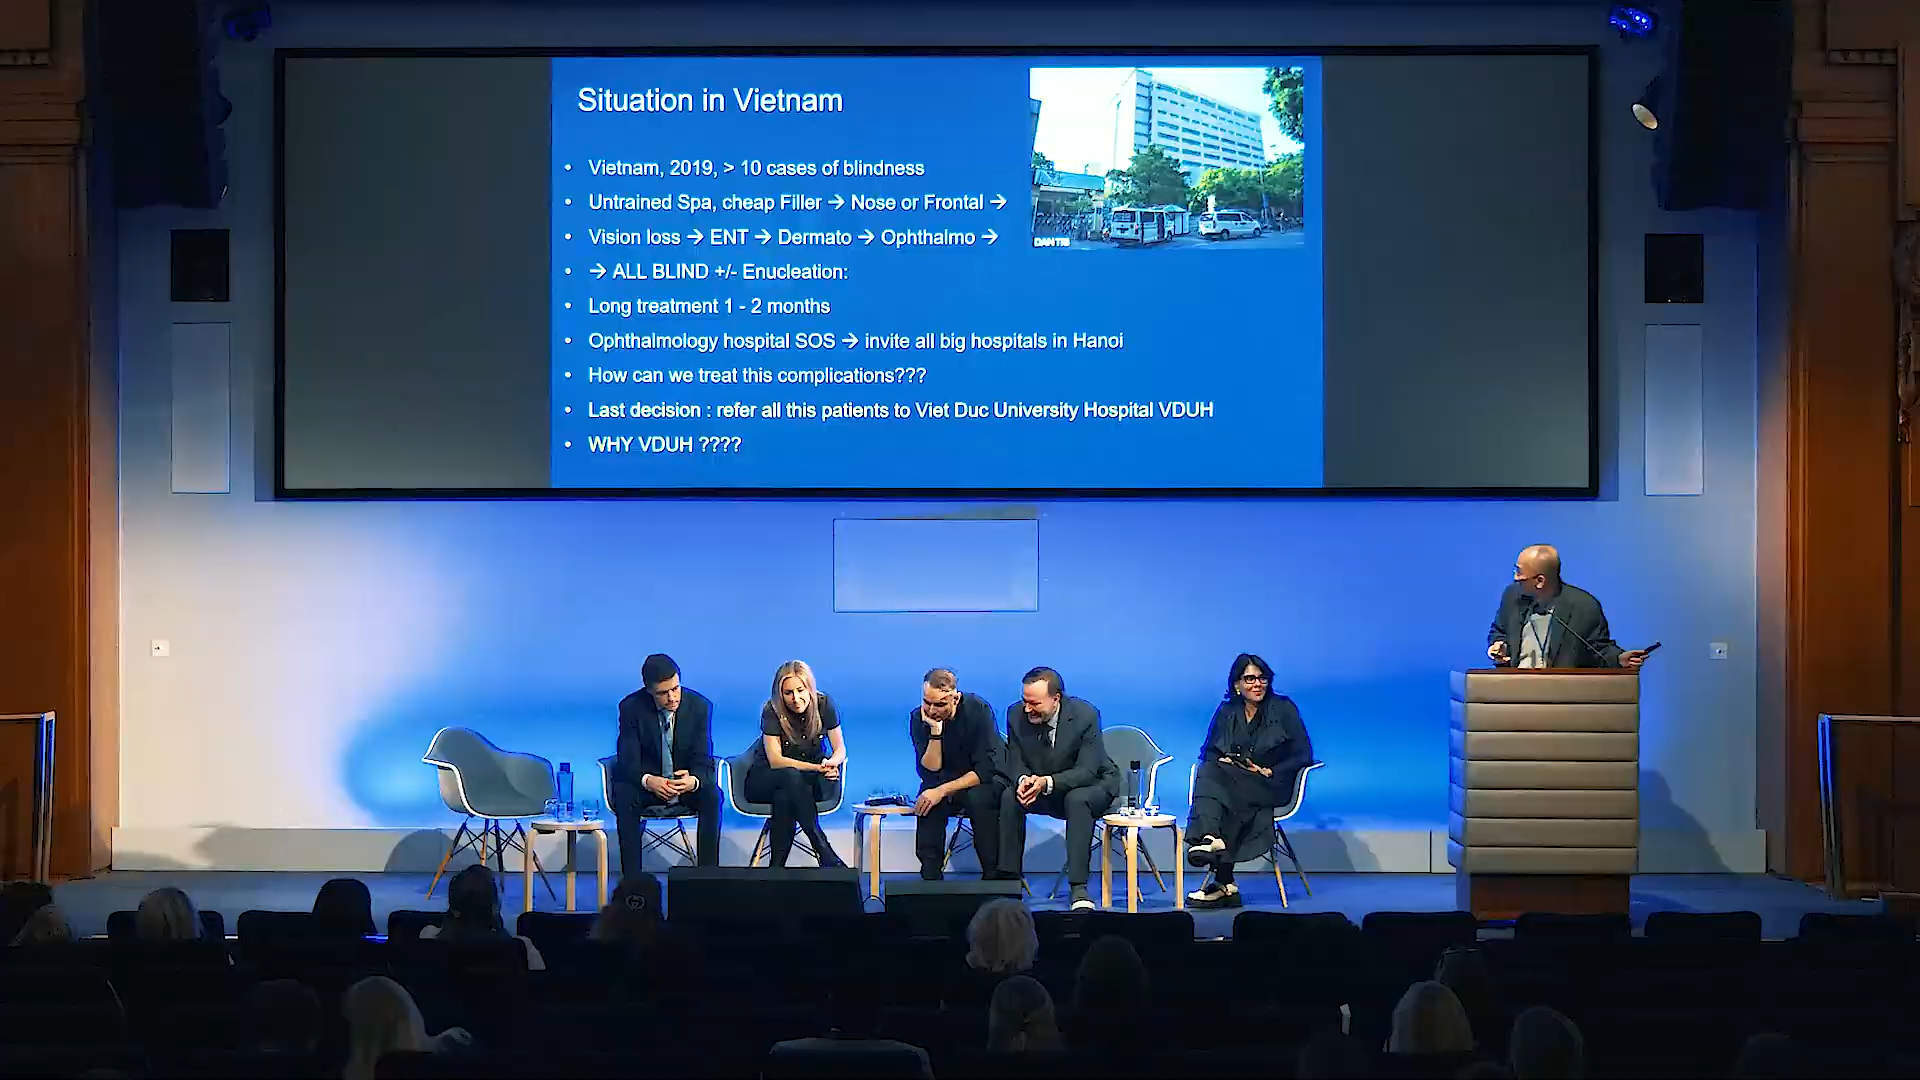 Situation in Vietnam
• Vietnam, 2019, > 10 cases of blindness
• Untrained Spa, cheap Filler → Nose or Frontal →
• Vision loss → ENT → Dermato → Ophthalmo →
• → ALL BLIND +/- Enucleation:
• Long treatment 1 - 2 months
• Ophthalmology hospital SOS → invite all big hospitals in Hanoi
• How can we treat this complications???
• Last decision : refer all this patients to Viet Duc University Hospital VDUH
• WHY VDUH ????
DANTIS